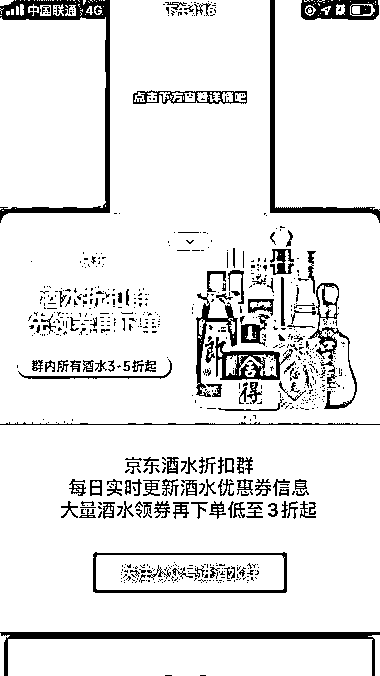 中国联通 4G
下午1:16
点击下方查看详情吧
京东
酒水折扣群
先领券再下单
群内所有酒水3-5折起
郎
舍
得
京东酒水折扣群
每日实时更新酒水优惠券信息
大量酒水领券再下单低至3折起
关注公众号进酒水群